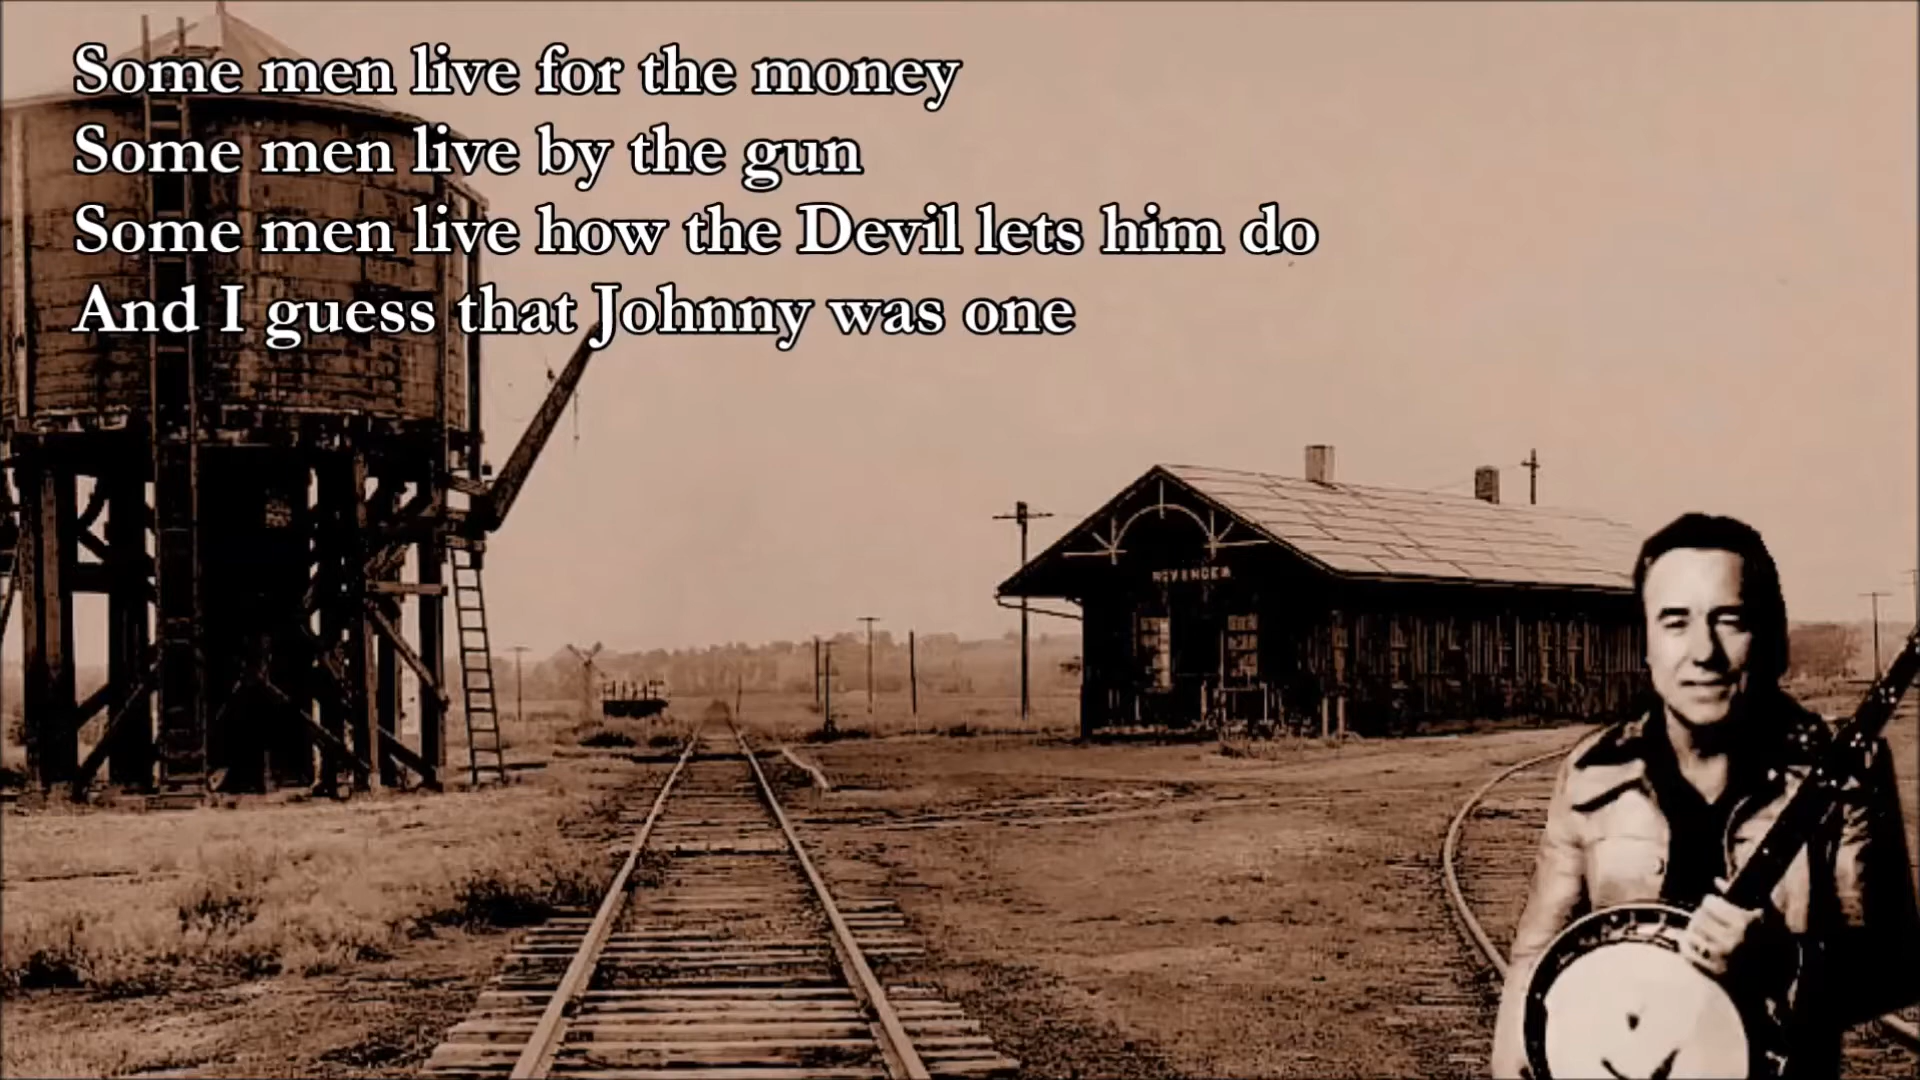 Some men live for the money
Some men live by the gun
Some men live how the Devil lets him do
And I guess that Johnny was one